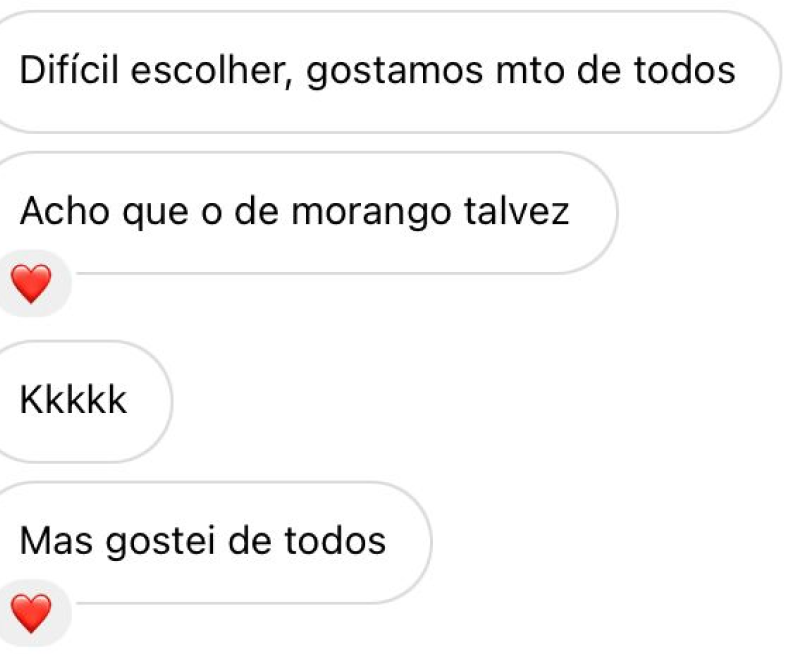 Difícil escolher, gostamos mto de todos
Acho que o de morango talvez
Kkkkk
Mas gostei de todos